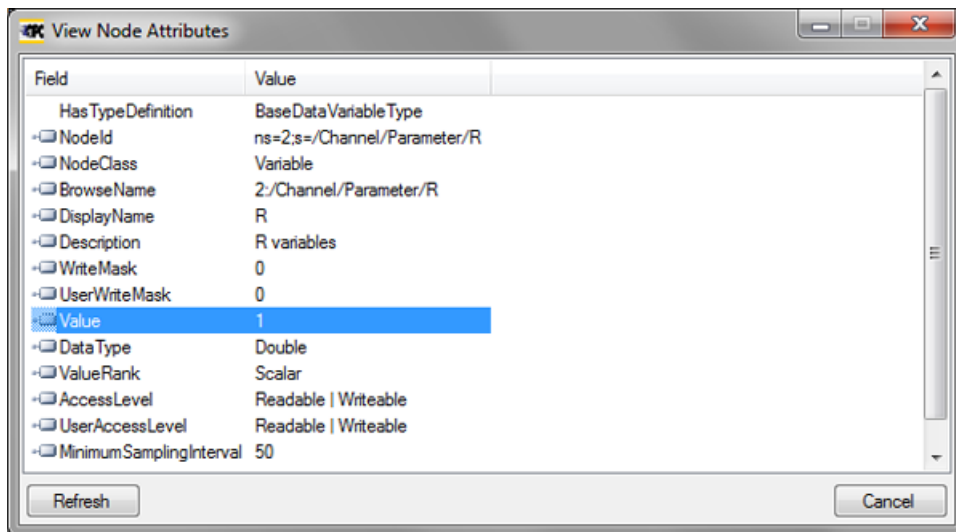 View Node Attributes
Field Value
HasTypeDefinition BaseDataVariableType
NodeId ns=2;s=/Channel/Parameter/R
NodeClass Variable
BrowseName 2:/Channel/Parameter/R
DisplayName R
Description R variables
WriteMask 0
UserWriteMask 0
Value 1
DataType Double
ValueRank Scalar
AccessLevel Readable | Writeable
UserAccessLevel Readable | Writeable
MinimumSamplingInterval 50
Refresh Cancel